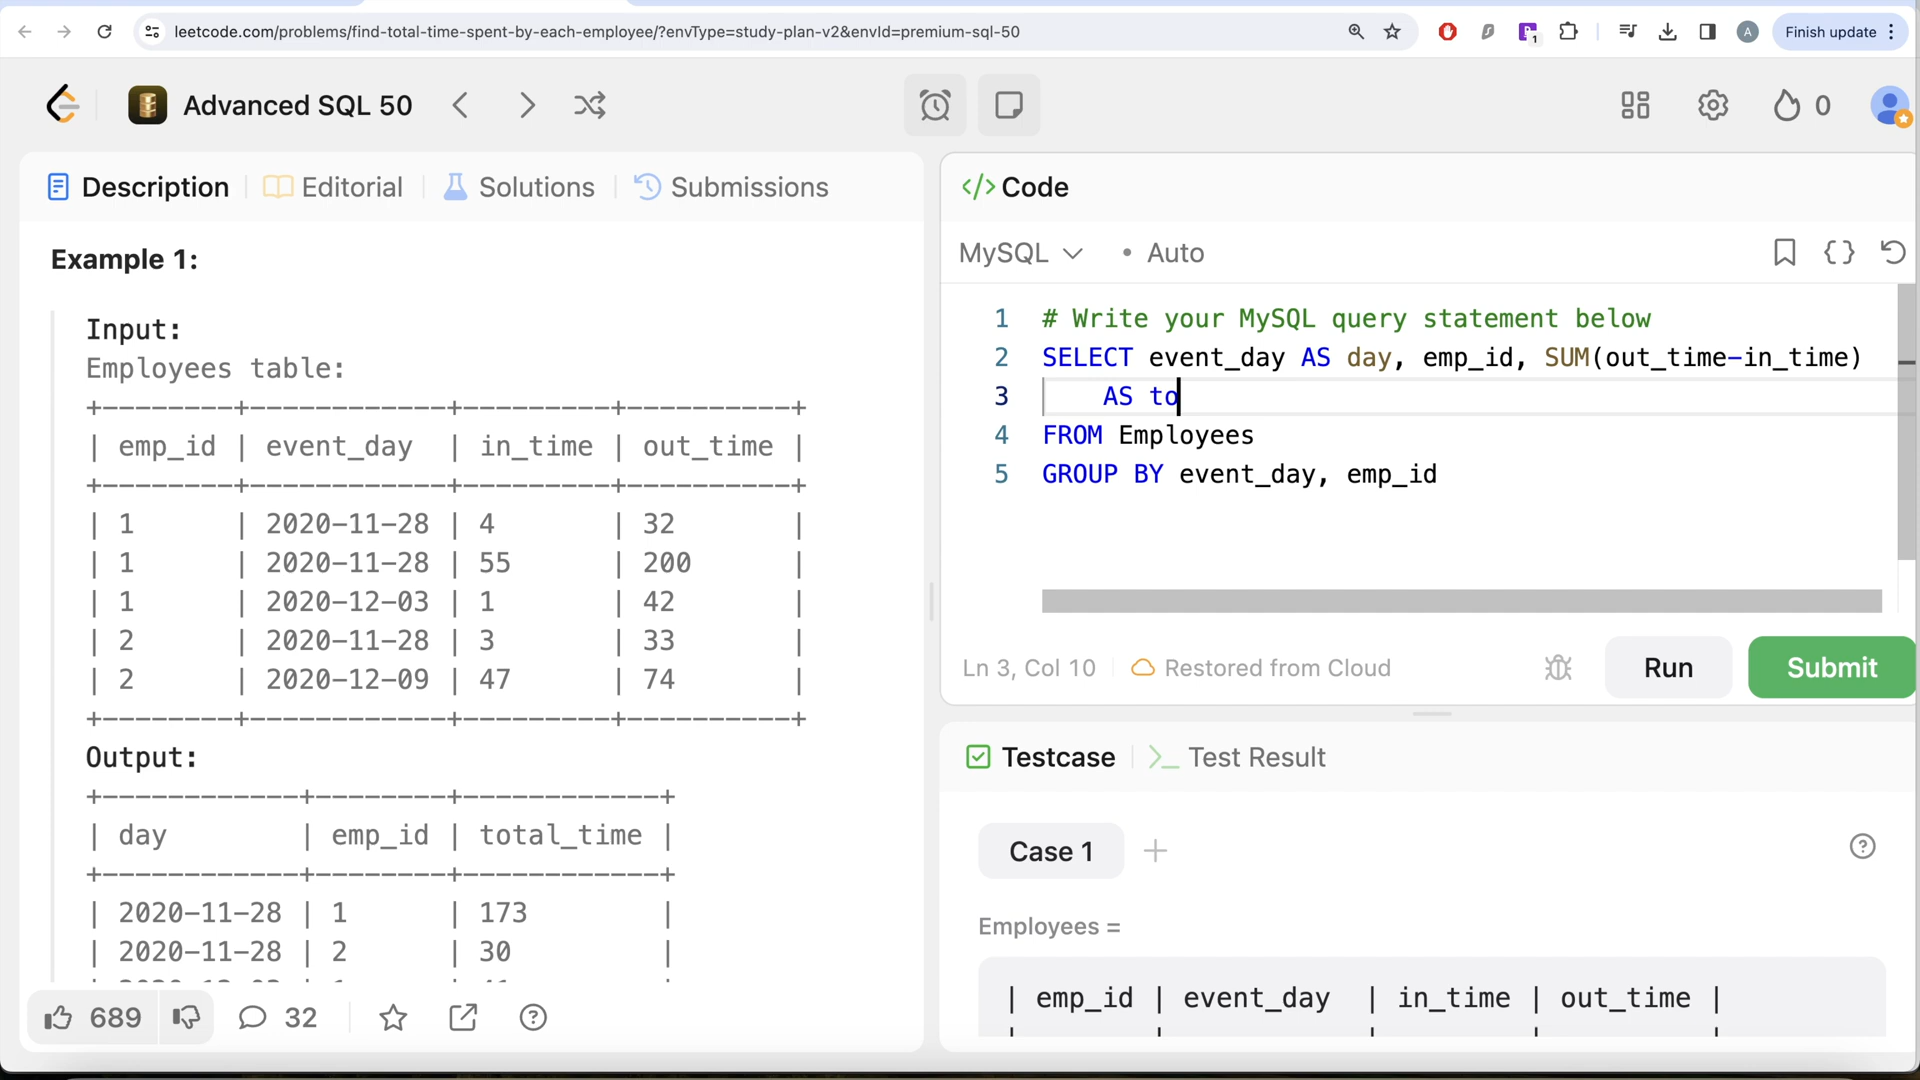 leetcode.com/problems/find-total-time-spent-by-each-employee/?envType=study-plan-v2&envId=premium-sql-50
1
A
Finish update
Advanced SQL 50
0
Description
Editorial
Solutions
Submissions
Example 1:
Input:
Employees table:
+--------+-------------+---------+----------+
| emp_id | event_day   | in_time | out_time |
+--------+-------------+---------+----------+
| 1      | 2020-11-28 | 4       | 32       |
| 1      | 2020-11-28 | 55      | 200      |
| 1      | 2020-12-03 | 1       | 42       |
| 2      | 2020-11-28 | 3       | 33       |
| 2      | 2020-12-09 | 47      | 74       |
+--------+-------------+---------+----------+
Output:
+------------+--------+------------+
| day        | emp_id | total_time |
+------------+--------+------------+
| 2020-11-28 | 1      | 173        |
| 2020-11-28 | 2      | 30         |
689
32
</> Code
MySQL
• Auto
1 # Write your MySQL query statement below
2 SELECT event_day AS day, emp_id, SUM(out_time-in_time)
3     AS to
4 FROM Employees
5 GROUP BY event_day, emp_id
Ln 3, Col 10
Restored from Cloud
Run
Submit
Testcase
>_ Test Result
Case 1
+
Employees =
| emp_id | event_day  | in_time | out_time |